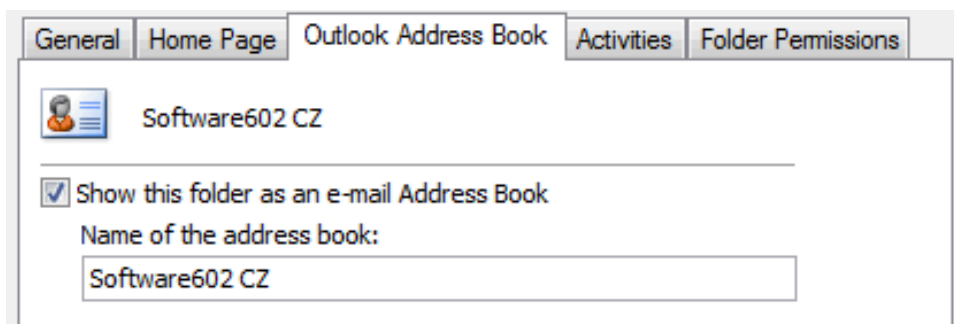 General Home Page Outlook Address Book Activities Folder Permissions
Software602 CZ
Show this folder as an e-mail Address Book
Name of the address book:
Software602 CZ